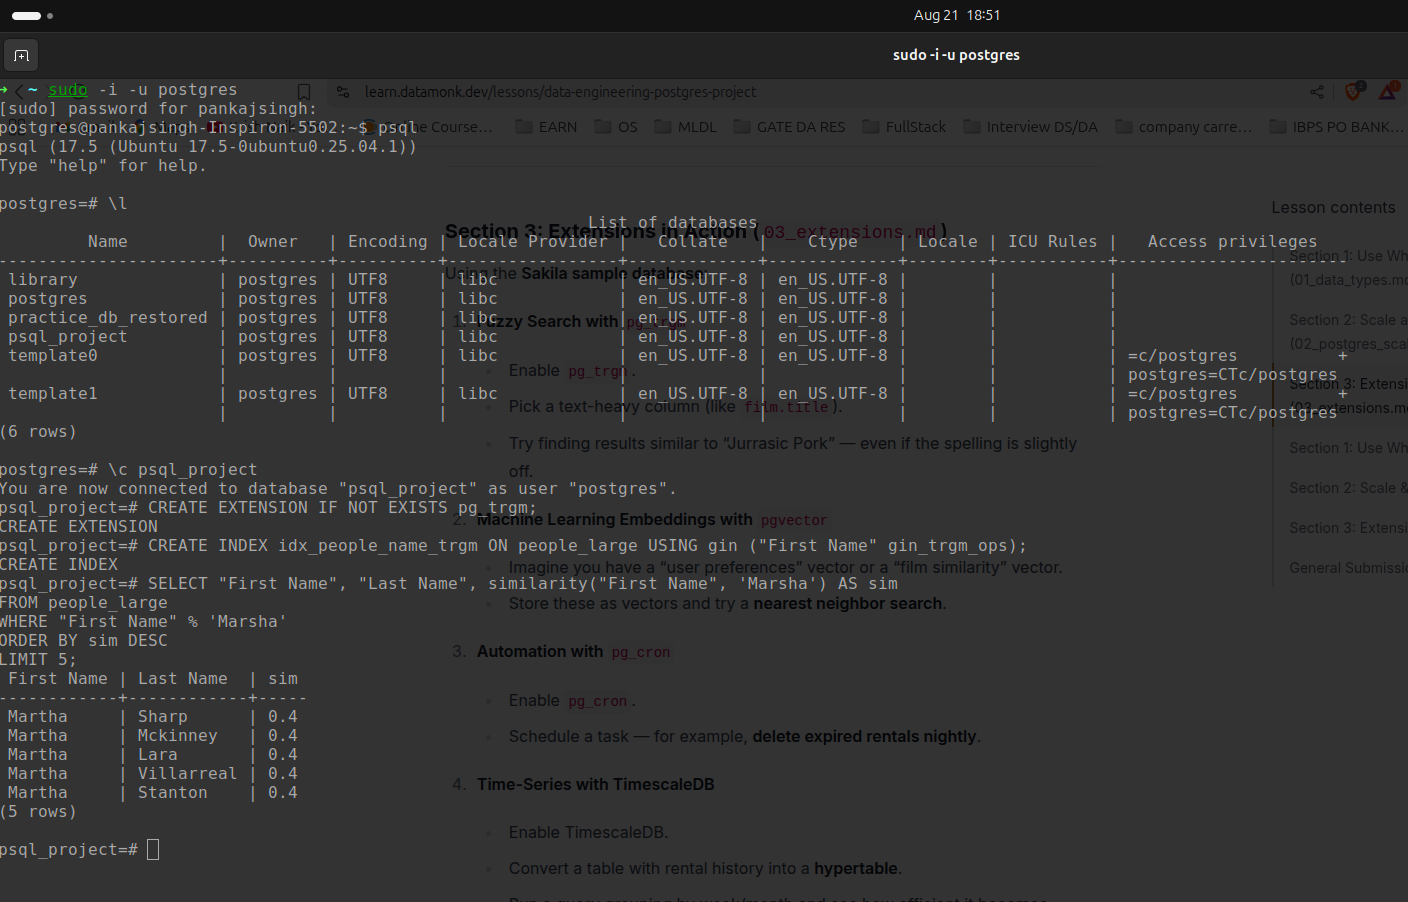 Aug 21 18:51
sudo -i -u postgres
→ ~ sudo -i -u postgres
[sudo] password for pankajsingh:
postgres@pankajsingh-Inspiron-5502:~$ psql
psql (17.5 (Ubuntu 17.5-0ubuntu0.25.04.1))
Type "help" for help.
postgres=# \l
List of databases
Name | Owner | Encoding | Locale Provider | Collate | Ctype | Locale | ICU Rules | Access privileges
---------------------+----------+----------+-----------------+-------------+-------------+--------+-----------+-----------------------
library | postgres | UTF8 | libc | en_US.UTF-8 | en_US.UTF-8 | | |
postgres | postgres | UTF8 | libc | en_US.UTF-8 | en_US.UTF-8 | | |
practice_db_restored | postgres | UTF8 | libc | en_US.UTF-8 | en_US.UTF-8 | | |
psql_project | postgres | UTF8 | libc | en_US.UTF-8 | en_US.UTF-8 | | |
template0 | postgres | UTF8 | libc | en_US.UTF-8 | en_US.UTF-8 | | | =c/postgres +
| | | | | | | | postgres=CTc/postgres
template1 | postgres | UTF8 | libc | en_US.UTF-8 | en_US.UTF-8 | | | =c/postgres +
| | | | | | | | postgres=CTc/postgres
(6 rows)
postgres=# \c psql_project
You are now connected to database "psql_project" as user "postgres".
psql_project=# CREATE EXTENSION IF NOT EXISTS pg_trgm;
CREATE EXTENSION
psql_project=# CREATE INDEX idx_people_name_trgm ON people_large USING gin ("First Name" gin_trgm_ops);
CREATE INDEX
psql_project=# SELECT "First Name", "Last Name", similarity("First Name", 'Marsha') AS sim
FROM people_large
WHERE "First Name" % 'Marsha'
ORDER BY sim DESC
LIMIT 5;
First Name | Last Name | sim
------------+------------+-----
Martha | Sharp | 0.4
Martha | Mckinney | 0.4
Martha | Lara | 0.4
Martha | Villarreal | 0.4
Martha | Stanton | 0.4
(5 rows)
psql_project=#
learn.datamonk.dev/lessons/data-engineering-postgres-project
EARN
OS
MLDL
GATE DA RES
FullStack
Interview DS/DA
company carre…
IBPS PO BANK…
Section 3: Extensions in Action (03_extensions.md)
Using the Sakila sample database:
1. Fuzzy Search with pg_trgm
Enable pg_trgm.
Pick a text-heavy column (like film.title).
Try finding results similar to “Jurrasic Pork” — even if the spelling is slightly
off.
2. Machine Learning Embeddings with pgvector
Imagine you have a “user preferences” vector or a “film similarity” vector.
Store these as vectors and try a nearest neighbor search.
3. Automation with pg_cron
Enable pg_cron.
Schedule a task — for example, delete expired rentals nightly.
4. Time-Series with TimescaleDB
Enable TimescaleDB.
Convert a table with rental history into a hypertable.
Lesson contents
Section 1: Use Wh
(01_data_types.m
Section 2: Scale a
(02_postgres_sca
Section 3: Extensi
(03_extensions.m
Section 1: Use Wh
Section 2: Scale &
Section 3: Extensi
General Submissio